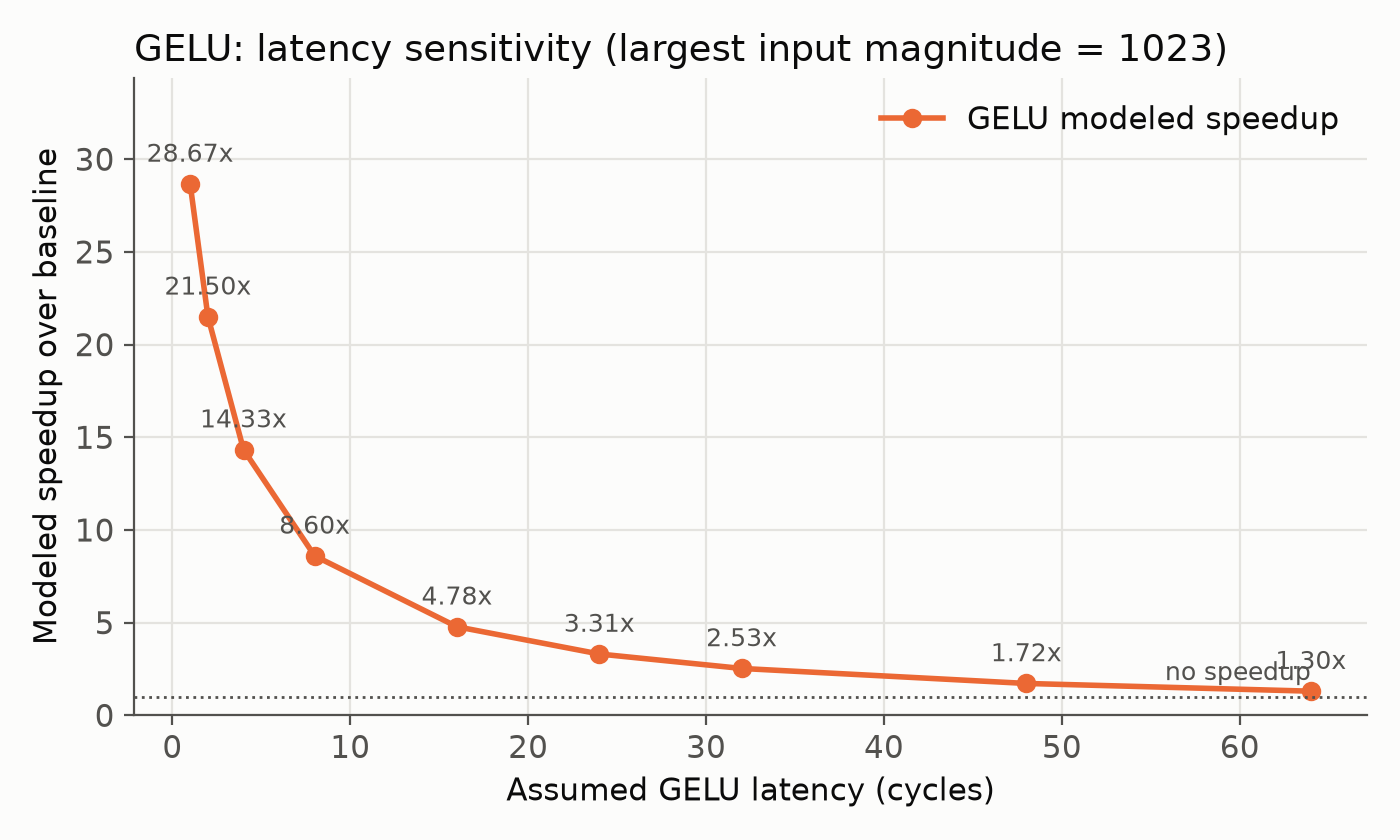 GELU: latency sensitivity (largest input magnitude = 1023)
GELU modeled speedup
Modeled speedup over baseline
30
25
20
15
10
5
0
28.67x
21.50x
14.33x
8.60x
4.78x
3.31x
2.53x
1.72x
1.30x
no speedup
0 10 20 30 40 50 60
Assumed GELU latency (cycles)